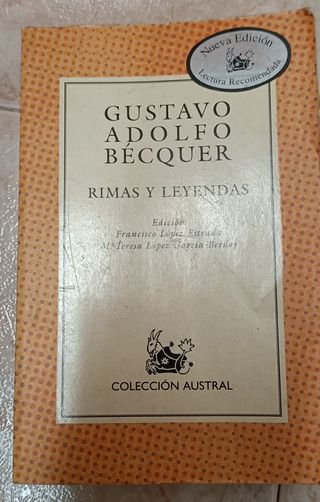 Nueva Edición
Lectura Recomendada
GUSTAVO
ADOLFO
BÉCQUER
RIMAS Y LEYENDAS
Edición
Francisco López Estrada
Mª Teresa López García-Berdoy
COLECCIÓN AUSTRAL